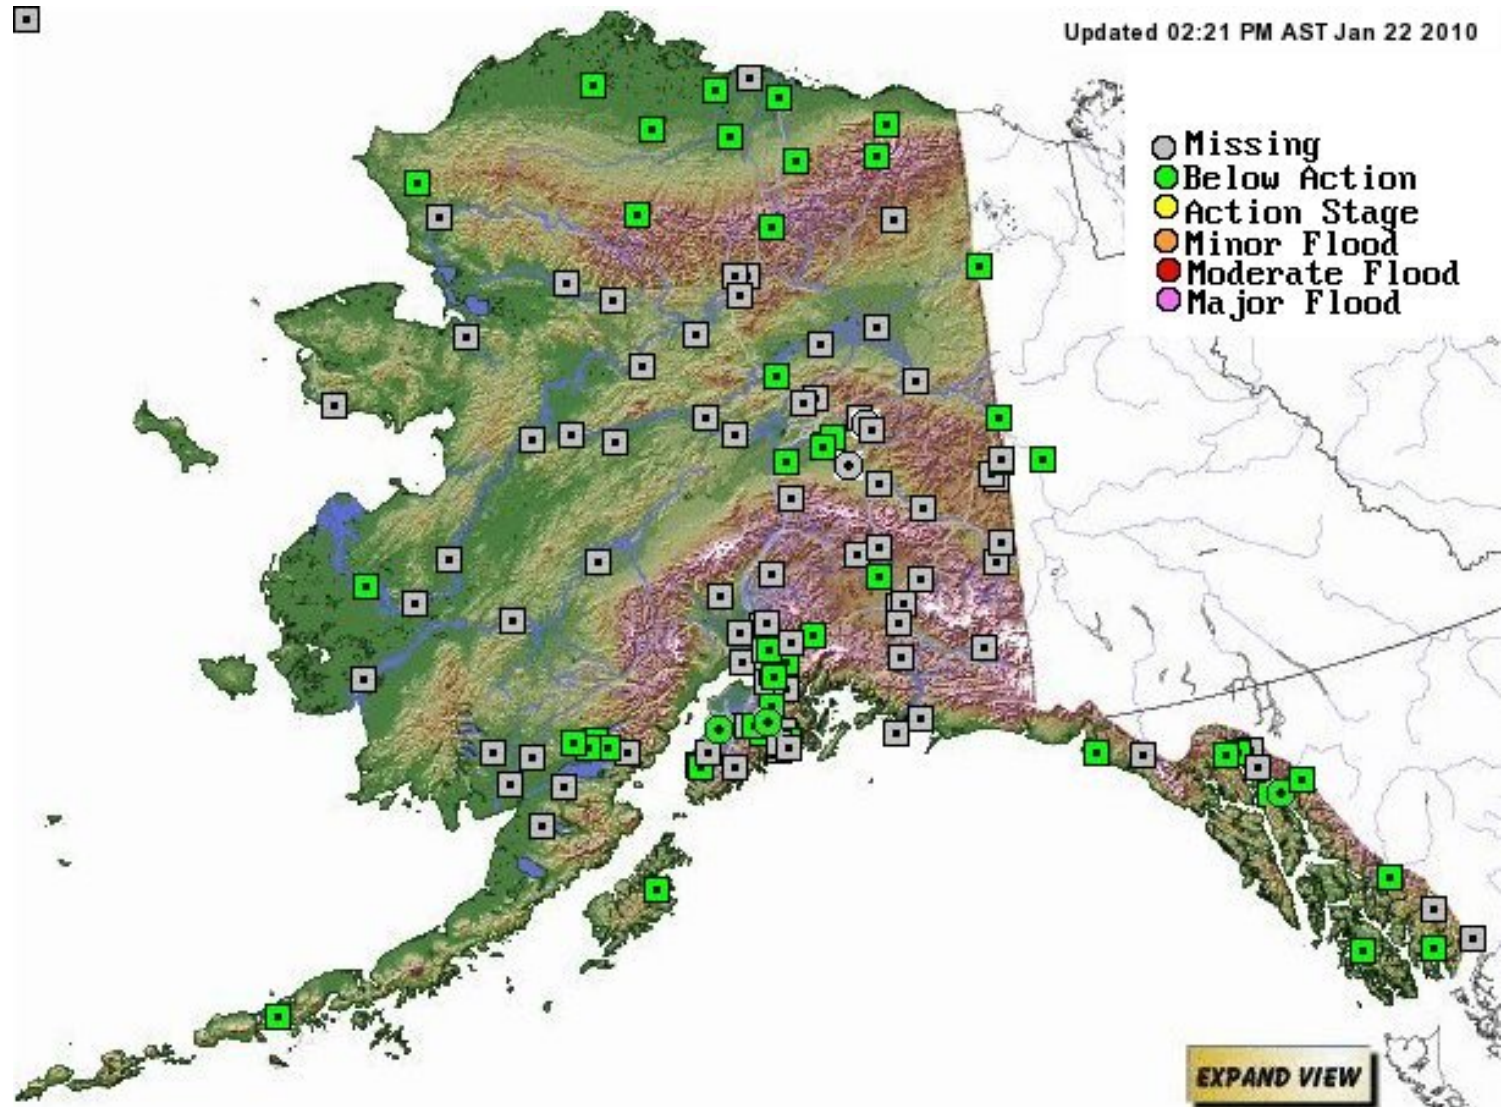 Updated 02:21 PM AST Jan 22 2010
Missing
Below Action
Action Stage
Minor Flood
Moderate Flood
Major Flood
EXPAND VIEW